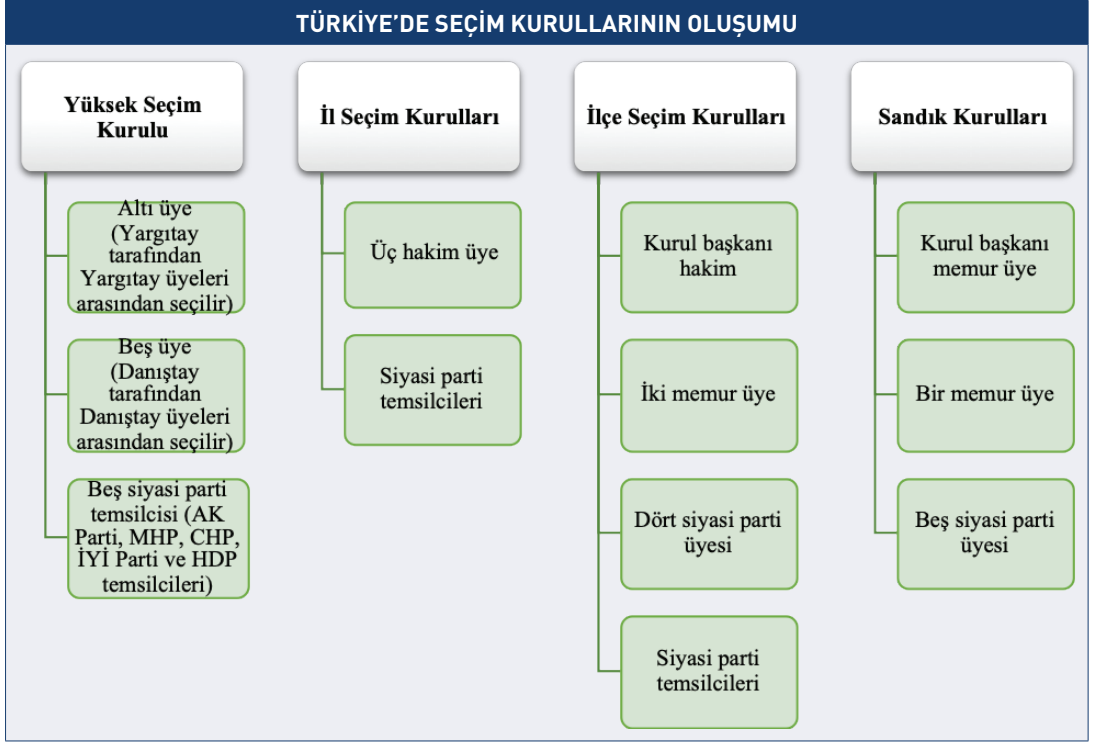 TÜRKİYE’DE SEÇİM KURULLARININ OLUŞUMU
Yüksek Seçim
Kurulu
Altı üye
(Yargıtay
tarafından
Yargıtay üyeleri
arasından seçilir)
Beş üye
(Danıştay
tarafından
Danıştay üyeleri
arasından seçilir)
Beş siyasi parti
temsilcisi (AK
Parti, MHP, CHP,
İYİ Parti ve HDP
temsilcileri)
İl Seçim Kurulları
Üç hakim üye
Siyasi parti
temsilcileri
İlçe Seçim Kurulları
Kurul başkanı
hakim
İki memur üye
Dört siyasi parti
üyesi
Siyasi parti
temsilcileri
Sandık Kurulları
Kurul başkanı
memur üye
Bir memur üye
Beş siyasi parti
üyesi